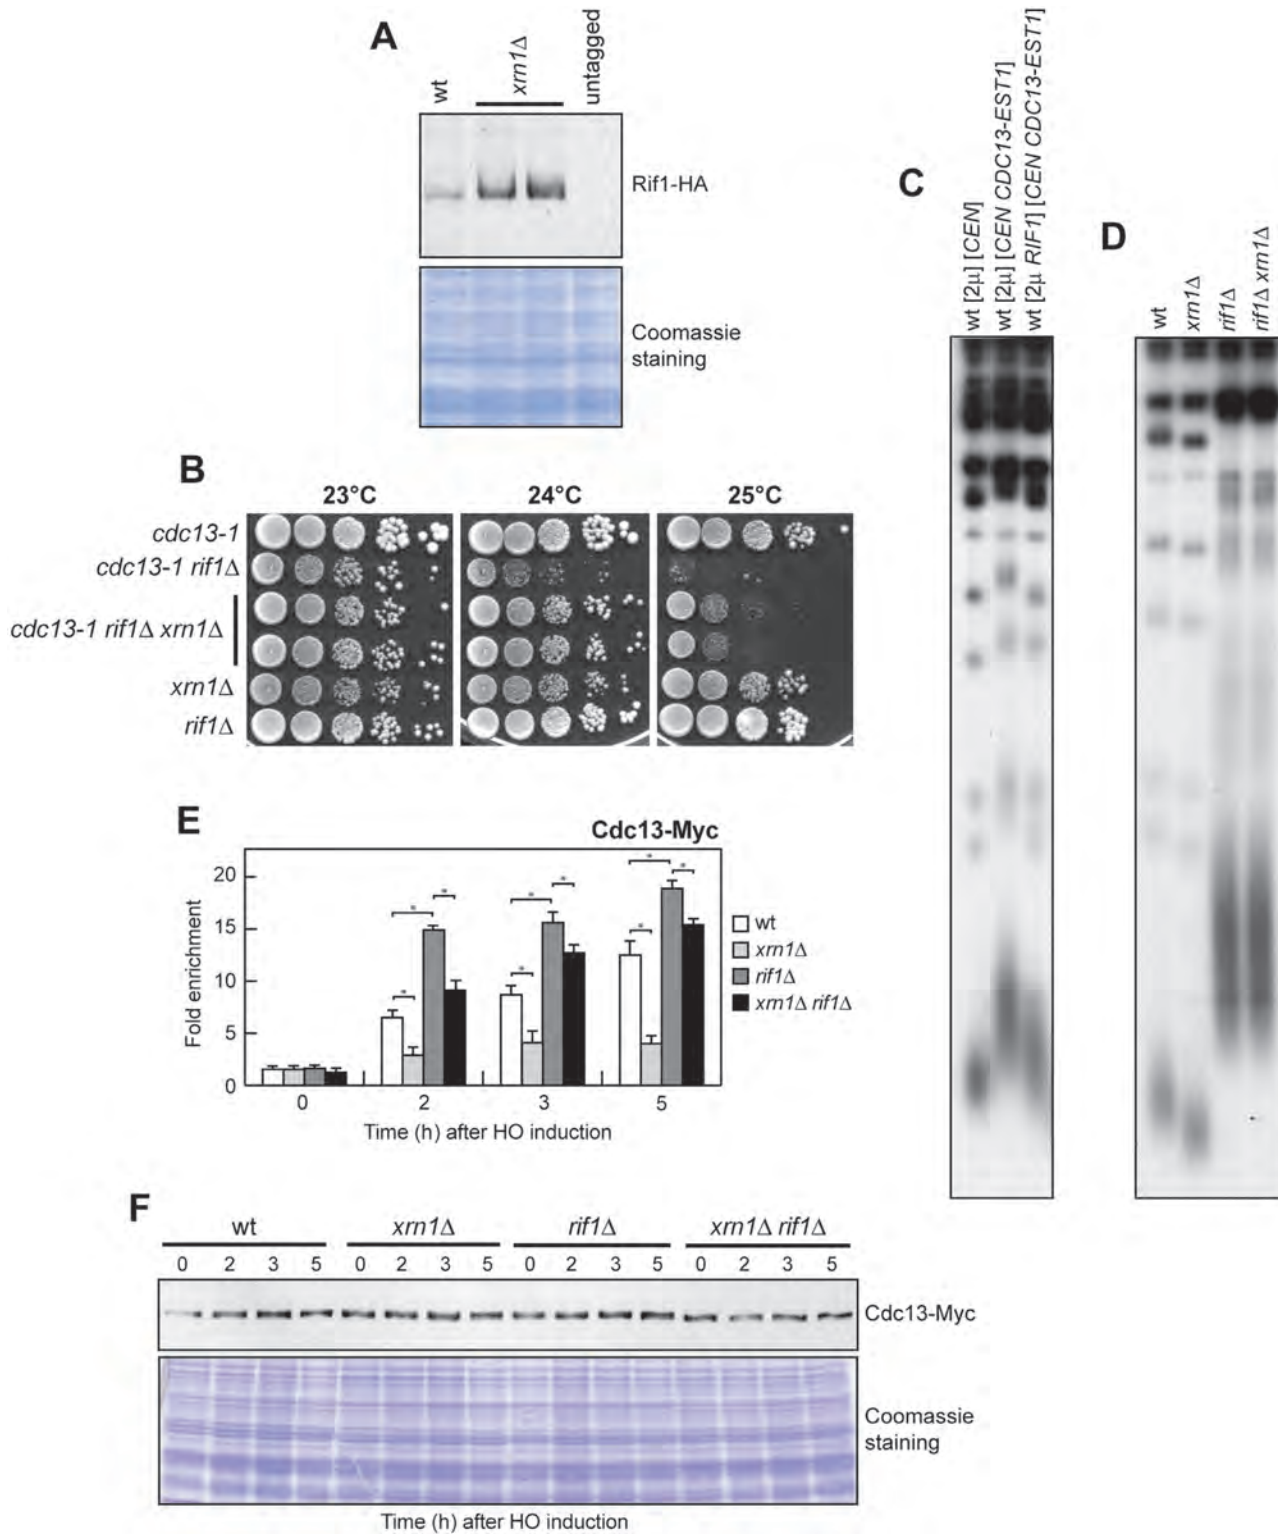 A
wt
xrn1Δ
untagged
Rif1-HA
Coomassie
staining
B
23°C
24°C
25°C
cdc13-1
cdc13-1 rif1Δ
cdc13-1 rif1Δ xrn1Δ
xrn1Δ
rif1Δ
C
wt [2μ] [CEN]
wt [2μ] [CEN CDC13-EST1]
wt [2μ RIF1] [CEN CDC13-EST1]
D
wt
xrn1Δ
rif1Δ
rif1Δ xrn1Δ
E
Cdc13-Myc
Fold enrichment
20
15
10
5
0
* * * * * * * * * *
wt
xrn1Δ
rif1Δ
xrn1Δ rif1Δ
0 2 3 5
Time (h) after HO induction
F
wt xrn1Δ rif1Δ xrn1Δ rif1Δ
0 2 3 5 0 2 3 5 0 2 3 5 0 2 3 5
Cdc13-Myc
Coomassie
staining
Time (h) after HO induction